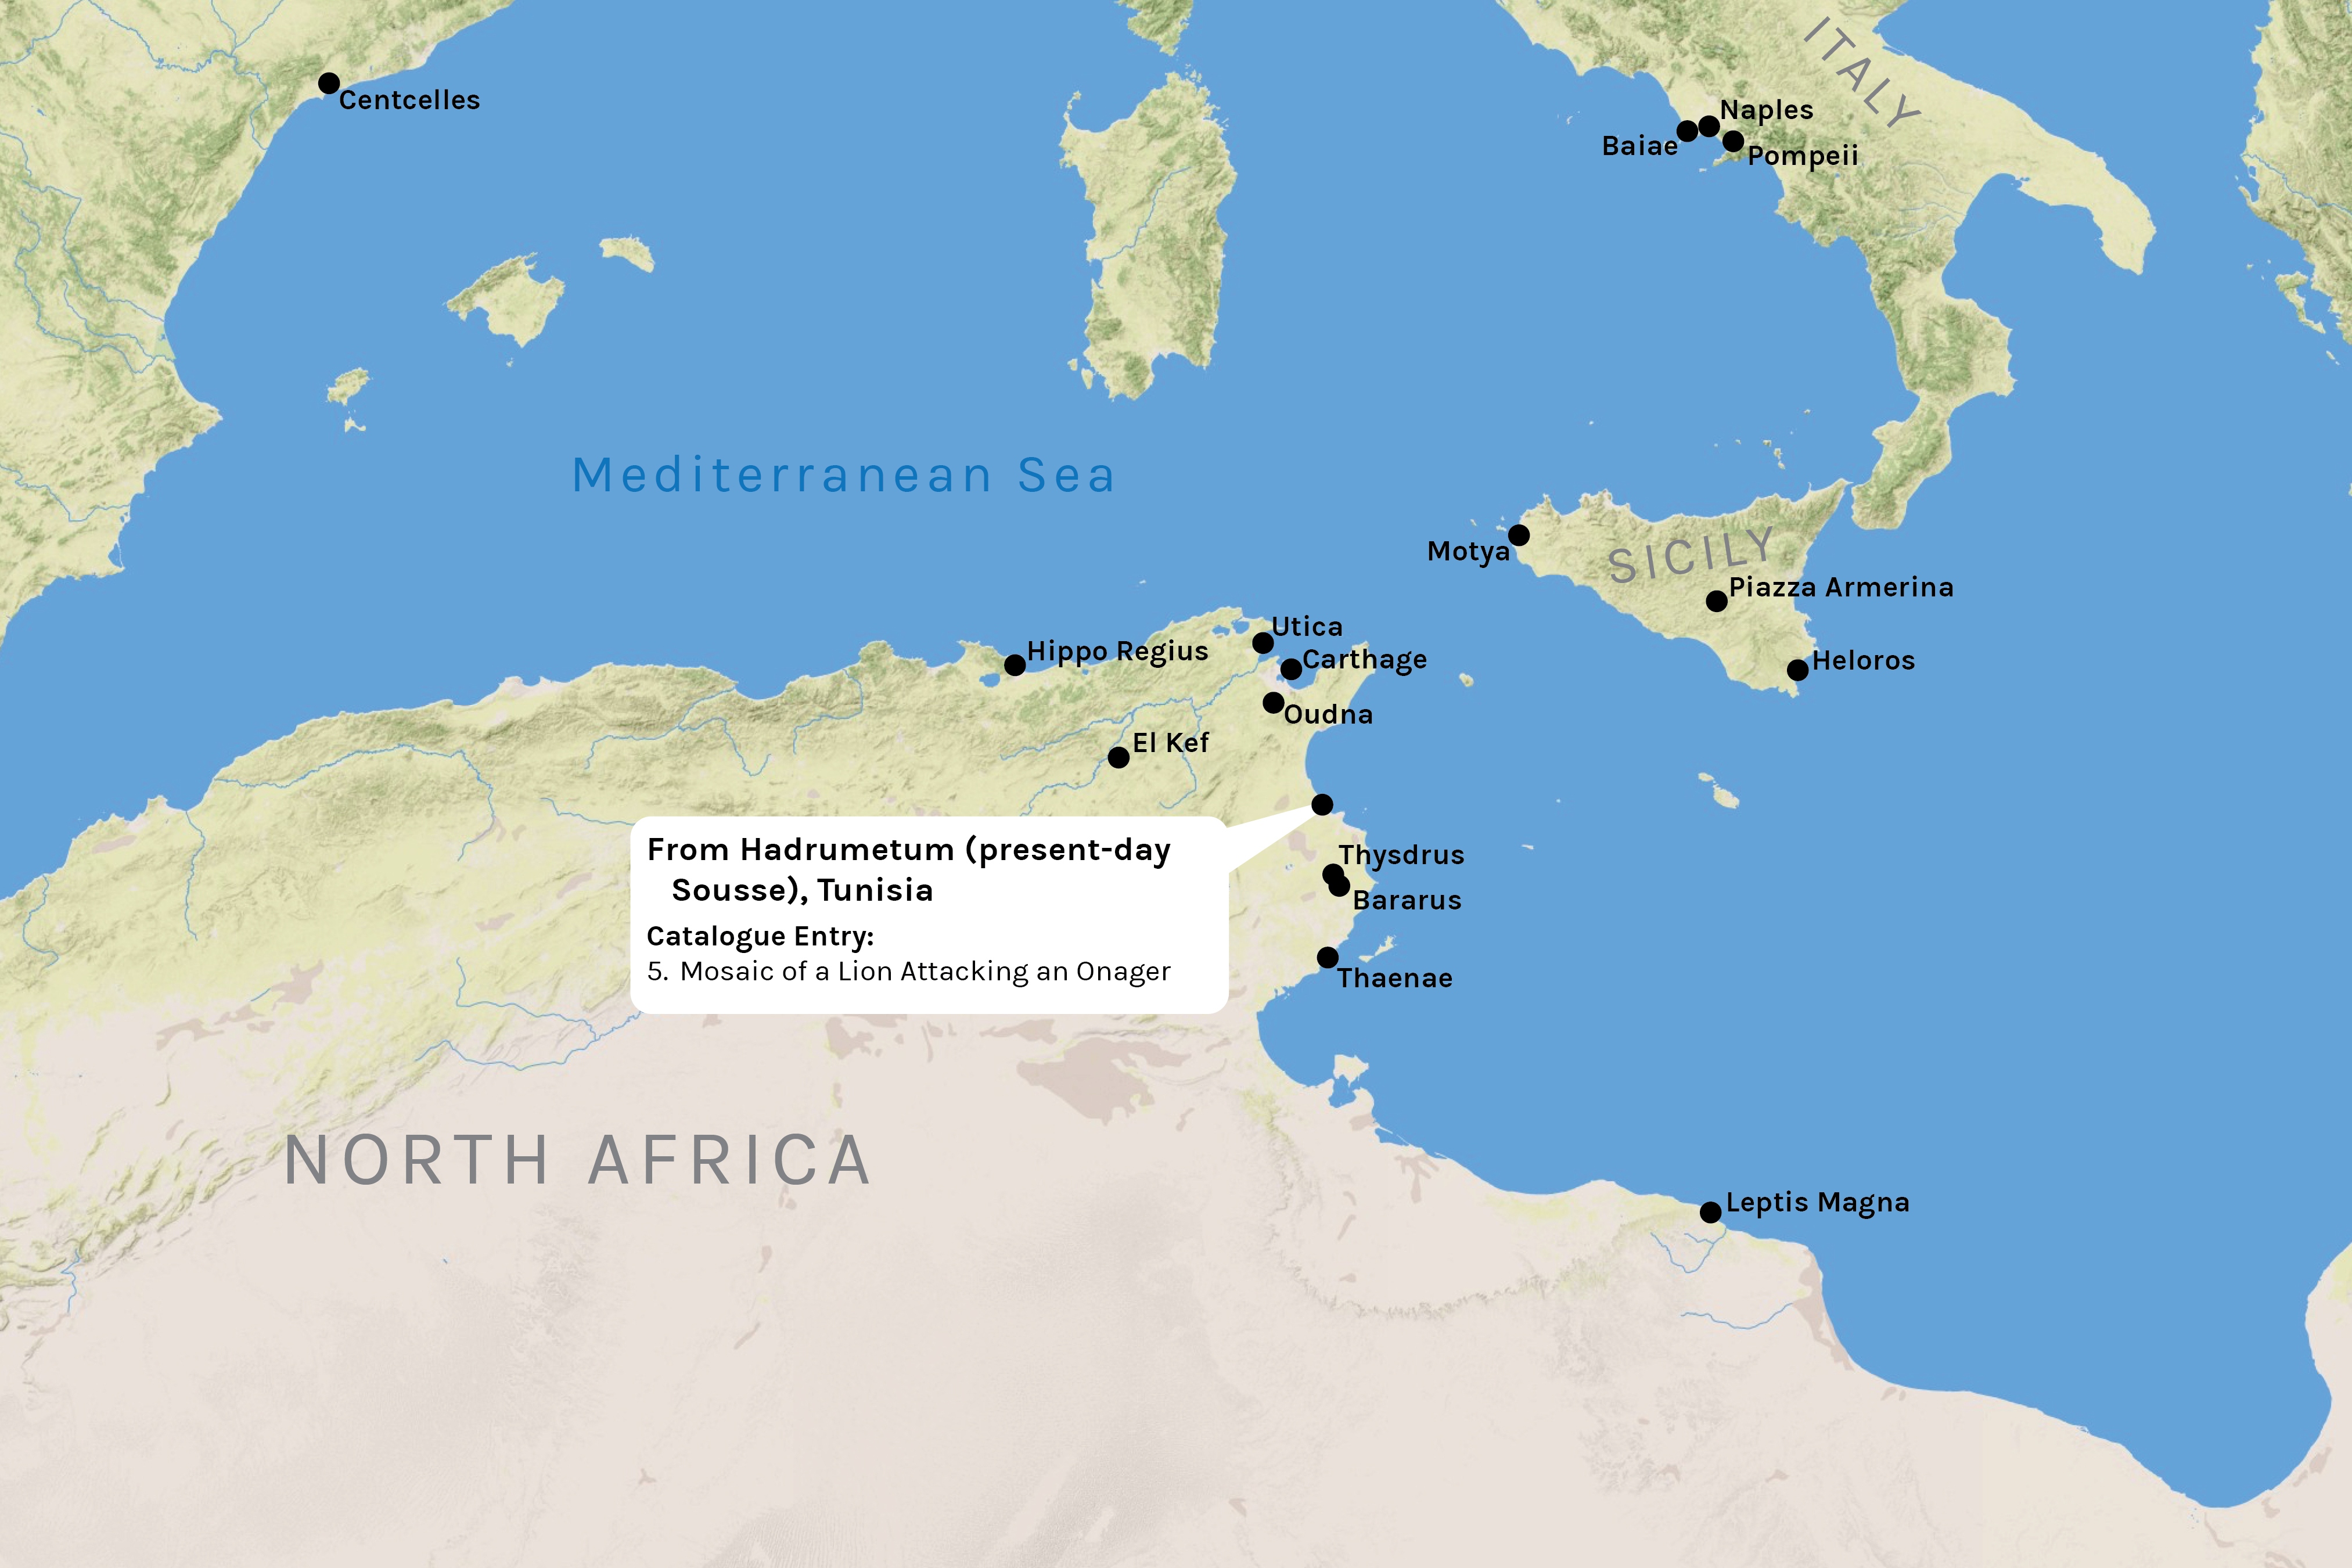 ITALY
Centcelles
Naples
Baiae
Pompeii
Mediterranean Sea
Motya
SICILY
Piazza Armerina
Utica
Hippo Regius
Carthage
Heloros
Oudna
El Kef
From Hadrumetum (present-day
Sousse), Tunisia
Catalogue Entry:
5. Mosaic of a Lion Attacking an Onager
Thysdrus
Bararus
Thaenae
NORTH AFRICA
Leptis Magna